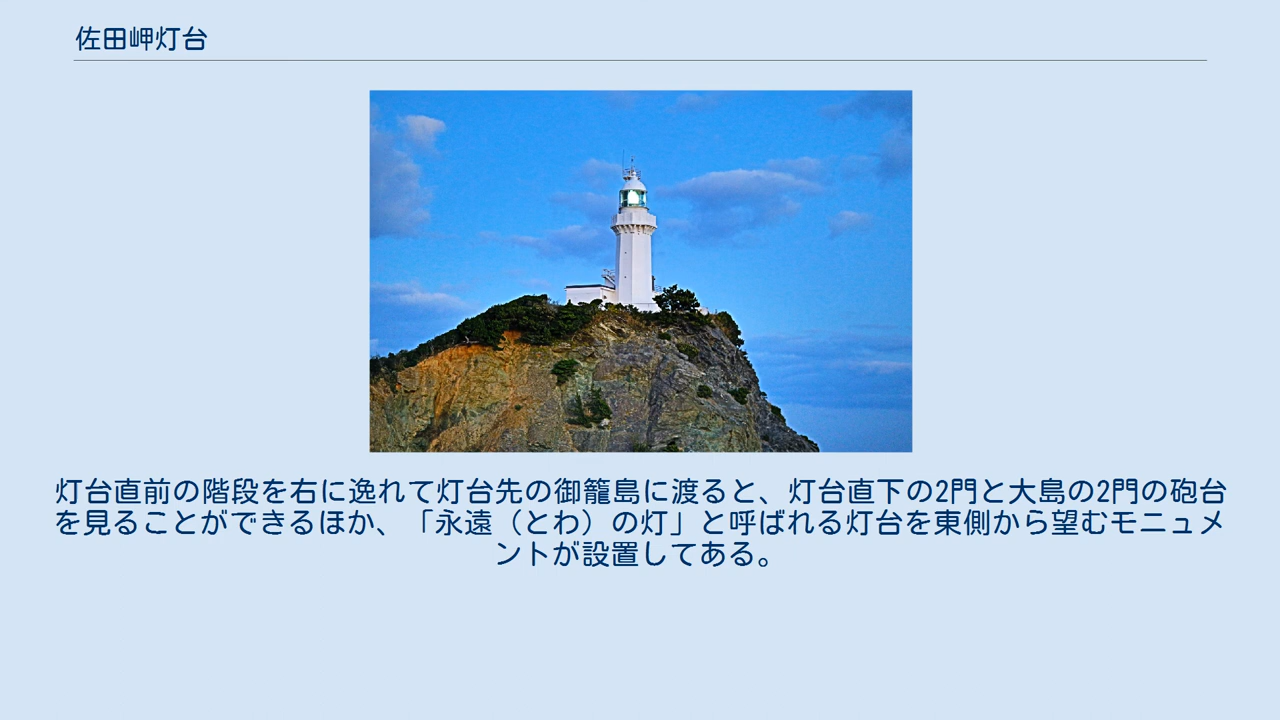 佐田岬灯台
灯台直前の階段を右に逸れて灯台先の御籠島に渡ると、灯台直下の2門と大島の2門の砲台
を見ることができるほか、「永遠（とわ）の灯」と呼ばれる灯台を東側から望むモニュメ
ントが設置してある。